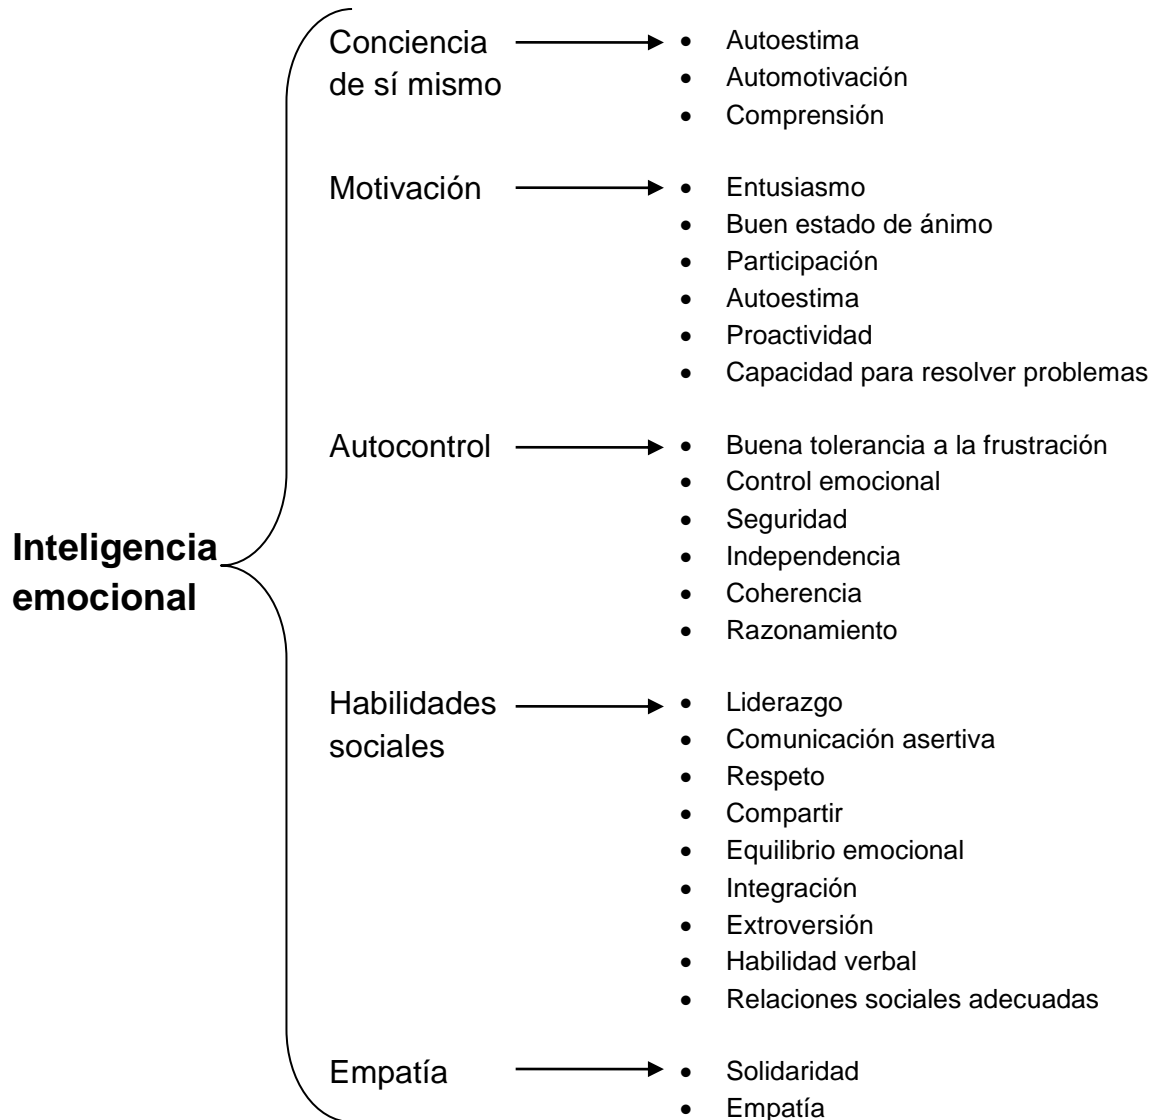 Conciencia
de sí mismo
• Autoestima
• Automotivación
• Comprensión
Motivación
• Entusiasmo
• Buen estado de ánimo
• Participación
• Autoestima
• Proactividad
• Capacidad para resolver problemas
Autocontrol
• Buena tolerancia a la frustración
• Control emocional
• Seguridad
• Independencia
• Coherencia
• Razonamiento
Inteligencia
emocional
Habilidades
sociales
• Liderazgo
• Comunicación asertiva
• Respeto
• Compartir
• Equilibrio emocional
• Integración
• Extroversión
• Habilidad verbal
• Relaciones sociales adecuadas
Empatía
• Solidaridad
• Empatía